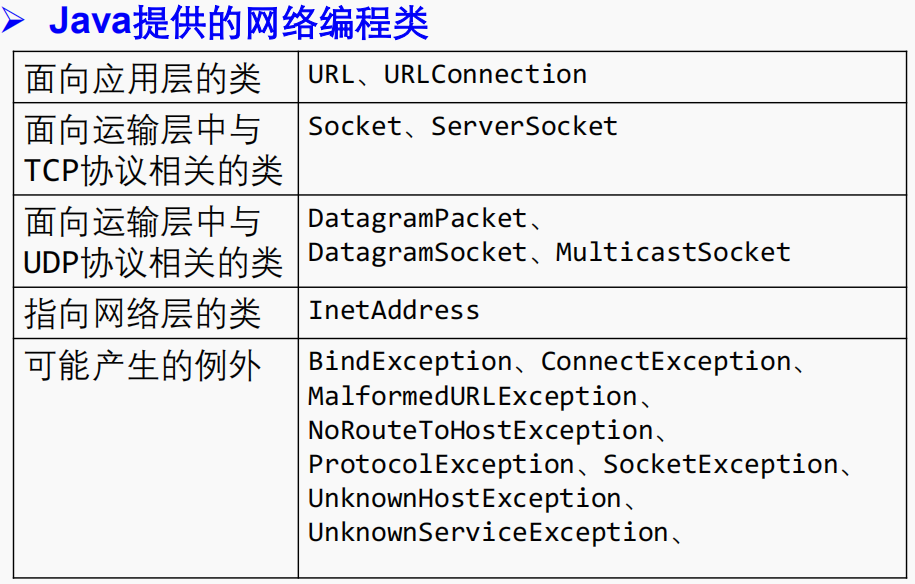 ➢ Java提供的网络编程类
面向应用层的类
URL、URLConnection
面向运输层中与
TCP协议相关的类
Socket、ServerSocket
面向运输层中与
UDP协议相关的类
DatagramPacket、
DatagramSocket、MulticastSocket
指向网络层的类
InetAddress
可能产生的例外
BindException、ConnectException、
MalformedURLException、
NoRouteToHostException、
ProtocolException、SocketException、
UnknownHostException、
UnknownServiceException、